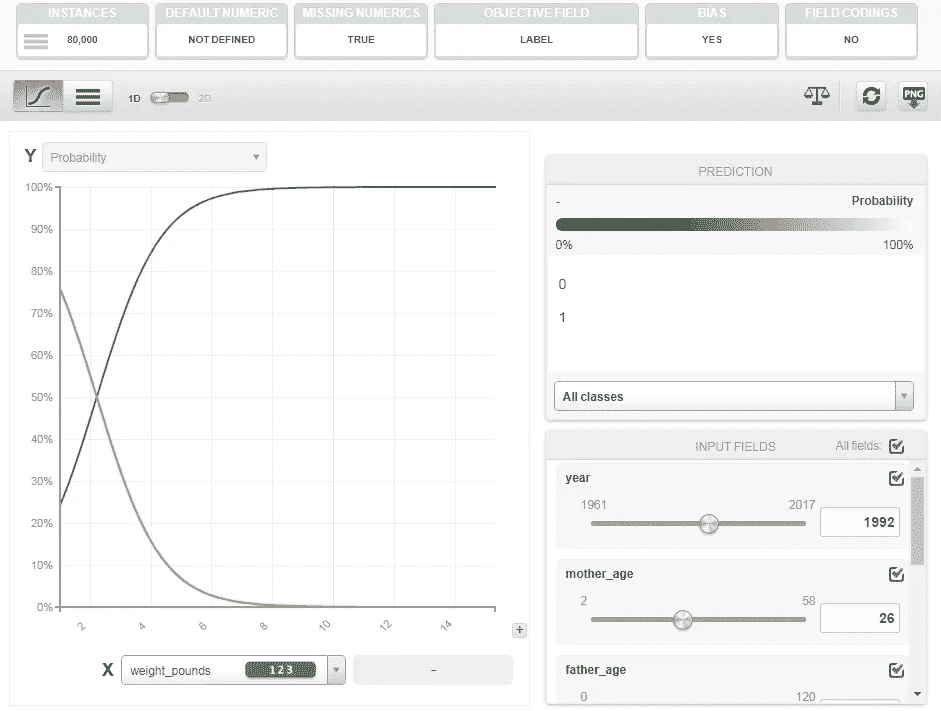 INSTANCES DEFAULT NUMERIC MISSING NUMERICS OBJECTIVE FIELD BIAS FIELD CODINGS
80,000 NOT DEFINED TRUE LABEL YES NO
1D 2D PNG
Y Probability
100%
90%
80%
70%
60%
50%
40%
30%
20%
10%
0%
2 4 6 8 10 12 14
+
X weight_pounds 123 -
PREDICTION
- Probability
0% 100%
0
1
All classes
INPUT FIELDS All fields:
year
1961 2017
1992
mother_age
2 58
26
father_age
0 120